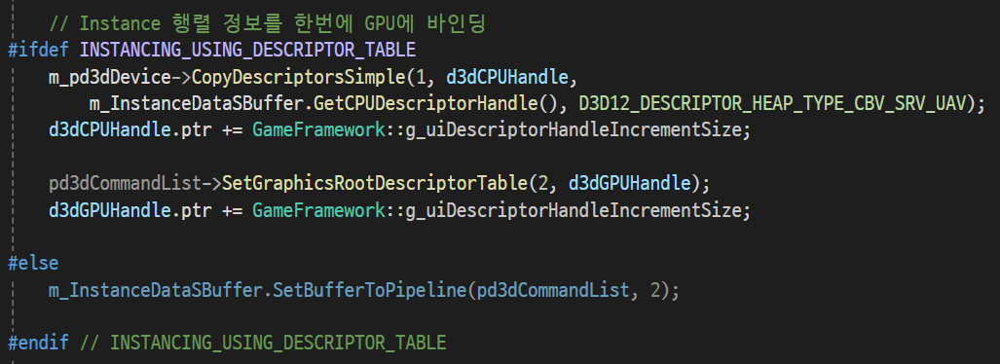 // Instance 행렬 정보를 한번에 GPU에 바인딩
#ifdef INSTANCING_USING_DESCRIPTOR_TABLE
m_pd3dDevice->CopyDescriptorsSimple(1, d3dCPUHandle,
m_InstanceDataSBuffer.GetCPUDescriptorHandle(), D3D12_DESCRIPTOR_HEAP_TYPE_CBV_SRV_UAV);
d3dCPUHandle.ptr += GameFramework::g_uiDescriptorHandleIncrementSize;
pd3dCommandList->SetGraphicsRootDescriptorTable(2, d3dGPUHandle);
d3dGPUHandle.ptr += GameFramework::g_uiDescriptorHandleIncrementSize;
#else
m_InstanceDataSBuffer.SetBufferToPipeline(pd3dCommandList, 2);
#endif // INSTANCING_USING_DESCRIPTOR_TABLE